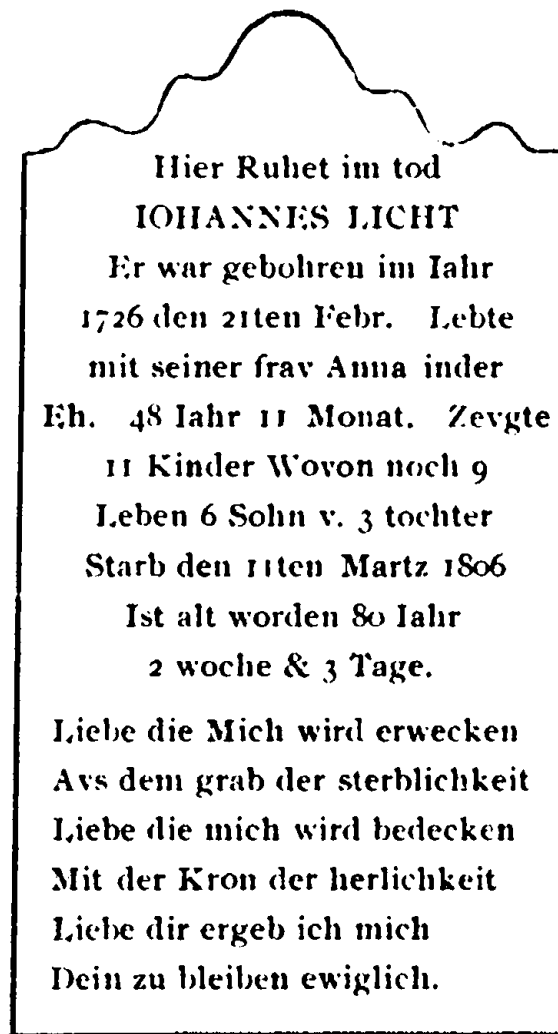 Hier Ruhet im tod
IOHANNES LICHT
Er war gebohren im Iahr
1726 den 21ten Febr. Lebte
mit seiner frav Anna inder
Eh. 48 Iahr 11 Monat. Zevgte
11 Kinder Wovon noch 9
Leben 6 Sohn v. 3 tochter
Starb den 11ten Martz 1806
Ist alt worden 80 Iahr
2 woche & 3 Tage.
Liebe die Mich wird erwecken
Avs dem grab der sterblichkeit
Liebe die mich wird bedecken
Mit der Kron der herlichkeit
Liebe dir ergeb ich mich
Dein zu bleiben ewiglich.